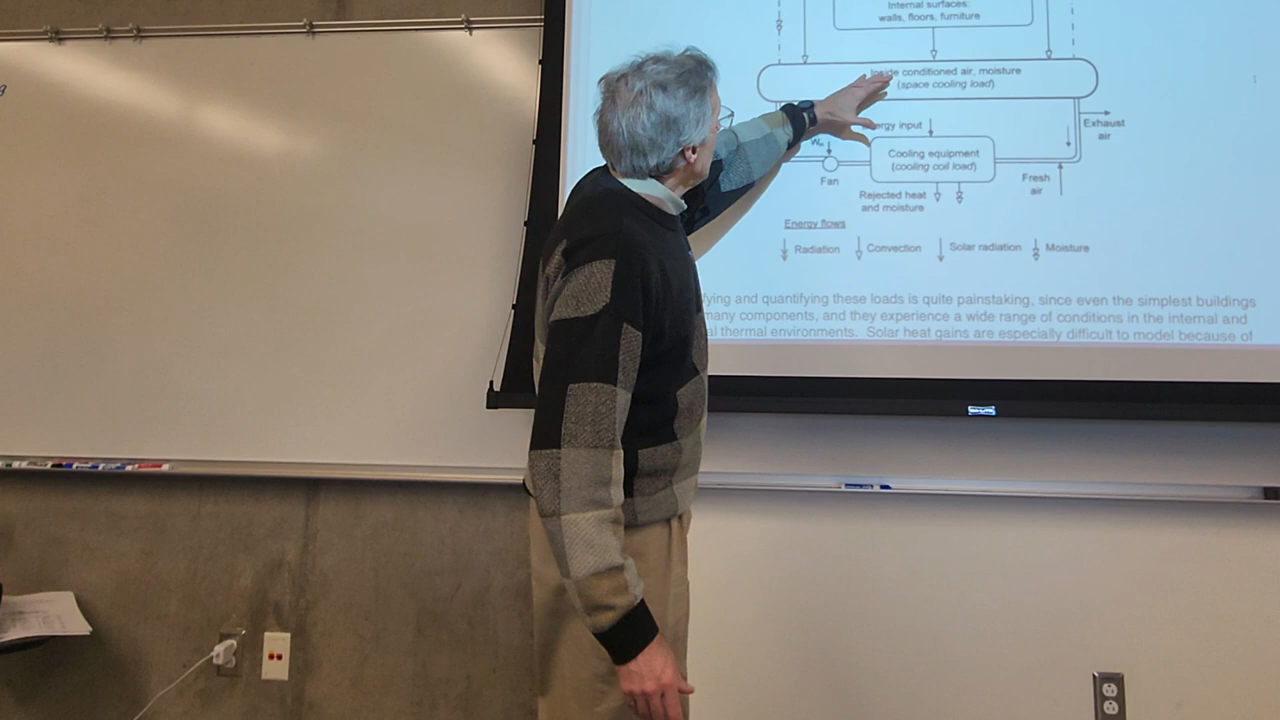 Internal surfaces:
walls, floors, furniture
conditioned air, moisture
(space cooling load)
Exhaust
air
input
Cooling equipment
(cooling coil load)
Fan
Fresh
air
Rejected heat
and moisture
Energy flows
Radiation
Convection
Solar radiation
Moisture
fying and quantifying these loads is quite painstaking, since even the simplest buildings
many components, and they experience a wide range of conditions in the internal and
al thermal environments. Solar heat gains are especially difficult to model because of